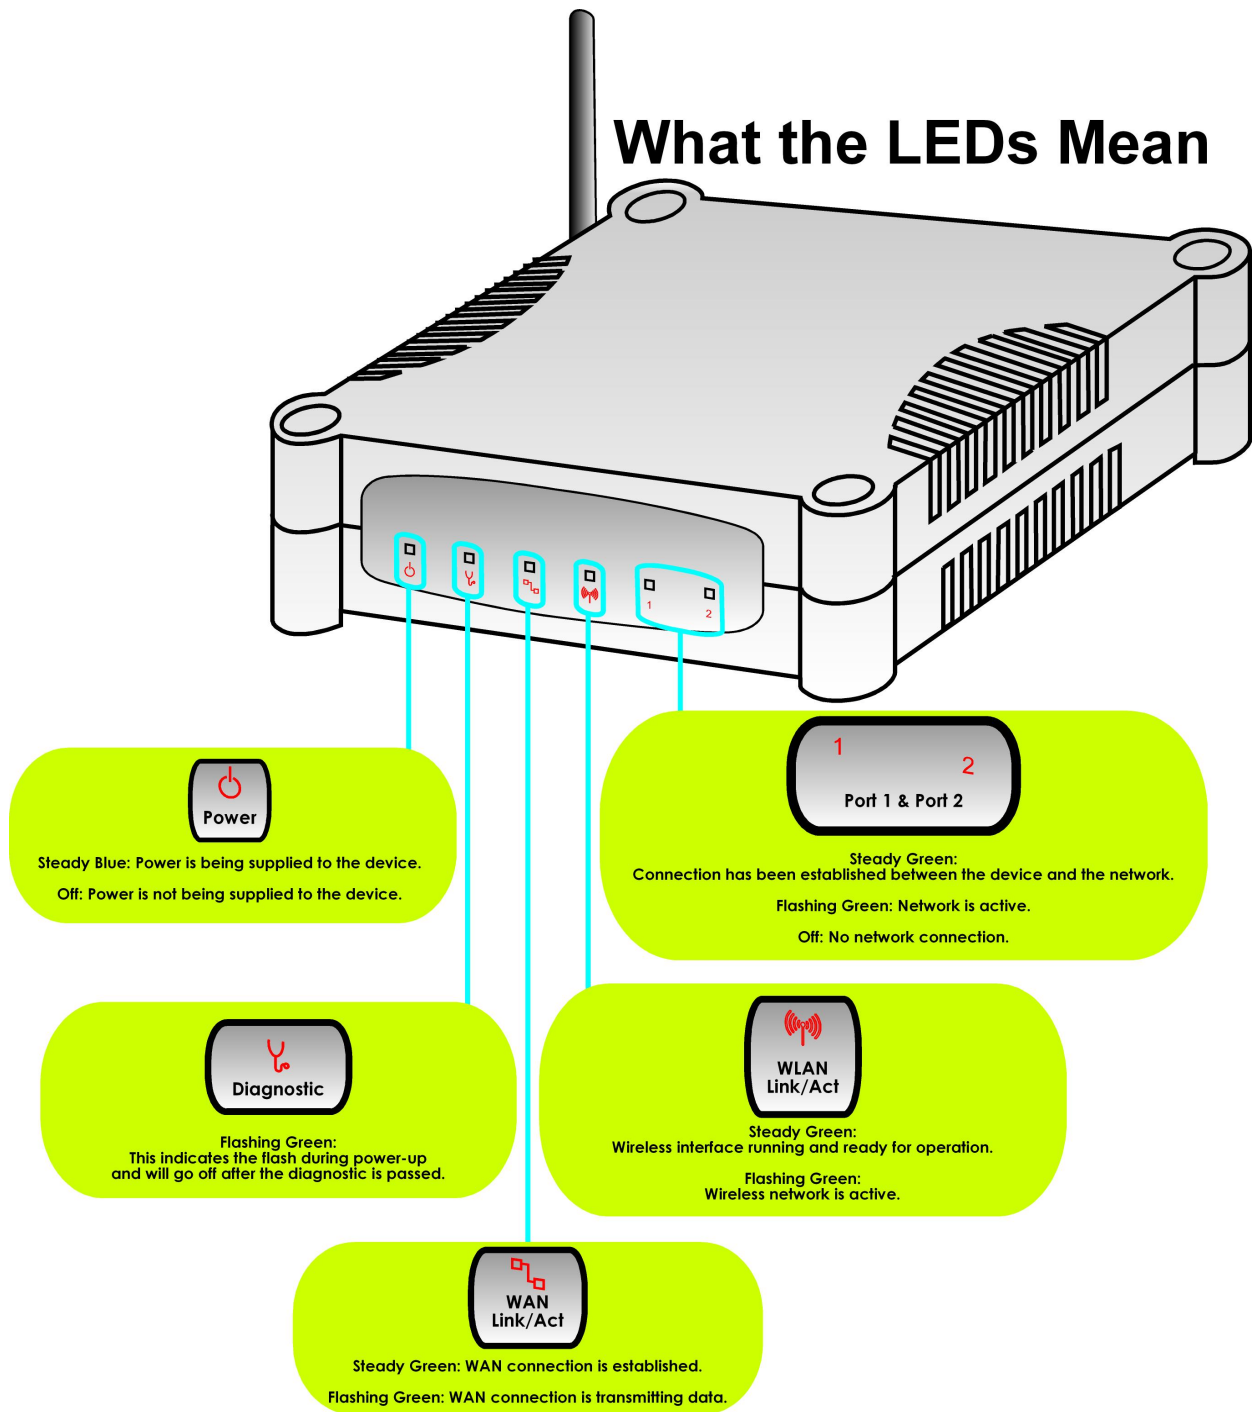 What the LEDs Mean
1
2
Power
Steady Blue: Power is being supplied to the device.
Off: Power is not being supplied to the device.
1
2
Port 1 & Port 2
Steady Green:
Connection has been established between the device and the network.
Flashing Green: Network is active.
Off: No network connection.
Diagnostic
Flashing Green:
This indicates the flash during power-up
and will go off after the diagnostic is passed.
WLAN
Link/Act
Steady Green:
Wireless interface running and ready for operation.
Flashing Green:
Wireless network is active.
WAN
Link/Act
Steady Green: WAN connection is established.
Flashing Green: WAN connection is transmitting data.